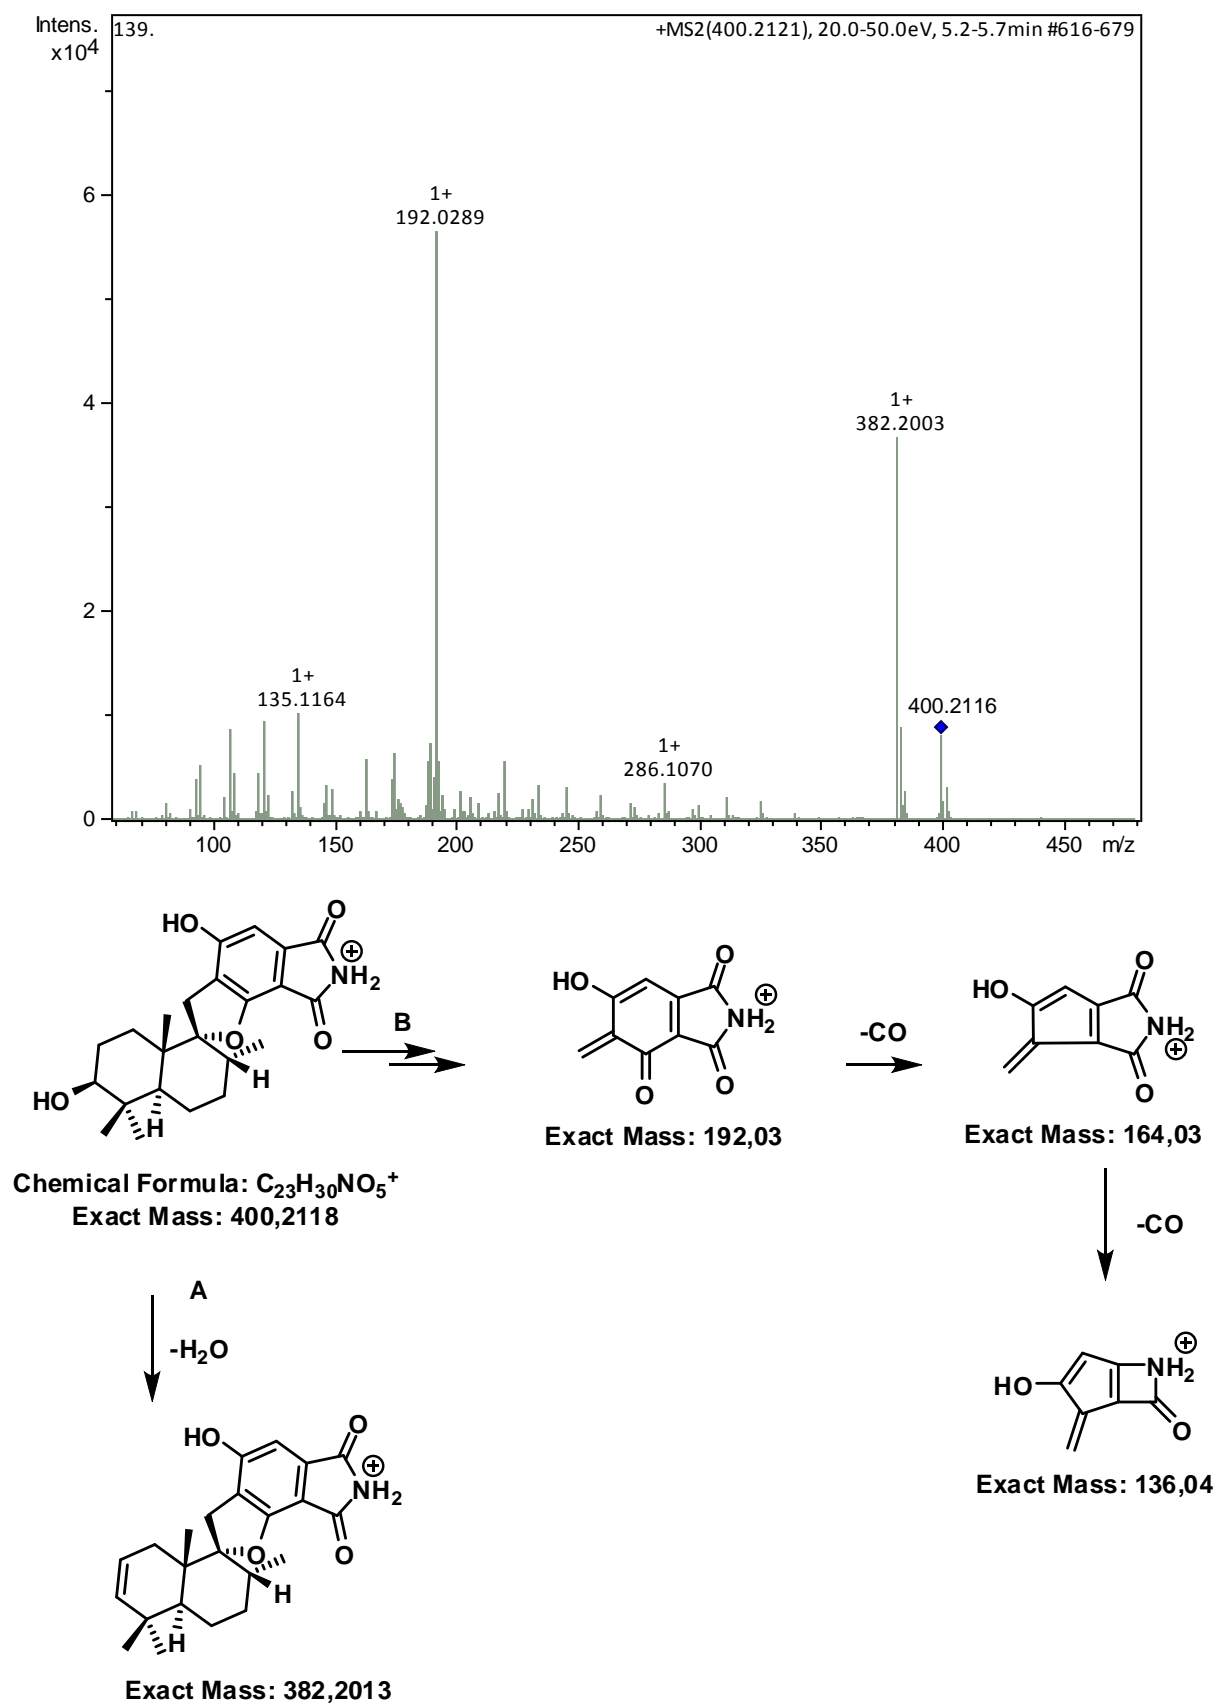 Intens.
x10⁴
139.
+MS2(400.2121), 20.0-50.0eV, 5.2-5.7min #616-679
6
1+
192.0289
4
1+
382.2003
2
1+
135.1164
400.2116
1+
286.1070
0
100
150
200
250
300
350
400
450
m/z
HO
O
NH₂
O
O
H
HO
H
B
HO
O
NH₂
O
O
-CO
HO
O
NH₂
O
Exact Mass: 192,03
Exact Mass: 164,03
Chemical Formula: C₂₃H₃₀NO₅⁺
Exact Mass: 400,2118
-CO
A
-H₂O
HO
NH₂
O
Exact Mass: 136,04
HO
O
NH₂
O
O
H
H
Exact Mass: 382,2013